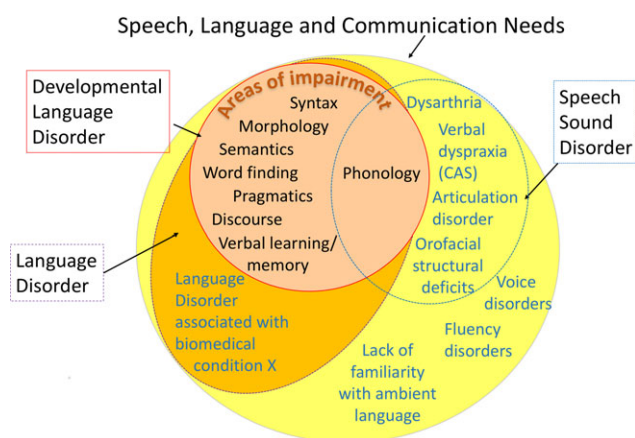 Speech, Language and Communication Needs
Developmental
Language
Disorder
Areas of impairment
Syntax
Morphology
Semantics
Word finding
Pragmatics
Discourse
Verbal learning/
memory
Phonology
Dysarthria
Verbal
dyspraxia
(CAS)
Articulation
disorder
Orofacial
structural
deficits
Speech
Sound
Disorder
Language
Disorder
Language
Disorder
associated with
biomedical
condition X
Voice
disorders
Fluency
disorders
Lack of
familiarity
with ambient
language